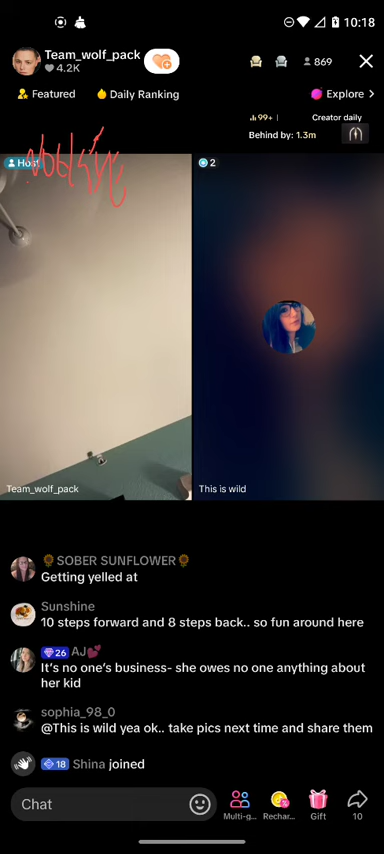 10:18
Team_wolf_pack
4.2K
869
Featured
Daily Ranking
Explore
99+
Creator daily
Behind by: 1.3m
Host
2
Team_wolf_pack
This is wild
🌻SOBER SUNFLOWER🌻
Getting yelled at
Sunshine
10 steps forward and 8 steps back.. so fun around here
26 AJ💕
It's no one's business- she owes no one anything about
her kid
sophia_98_0
@This is wild yea ok.. take pics next time and share them
18 Shina joined
Chat
Multi-g...
Rechar...
Gift
10